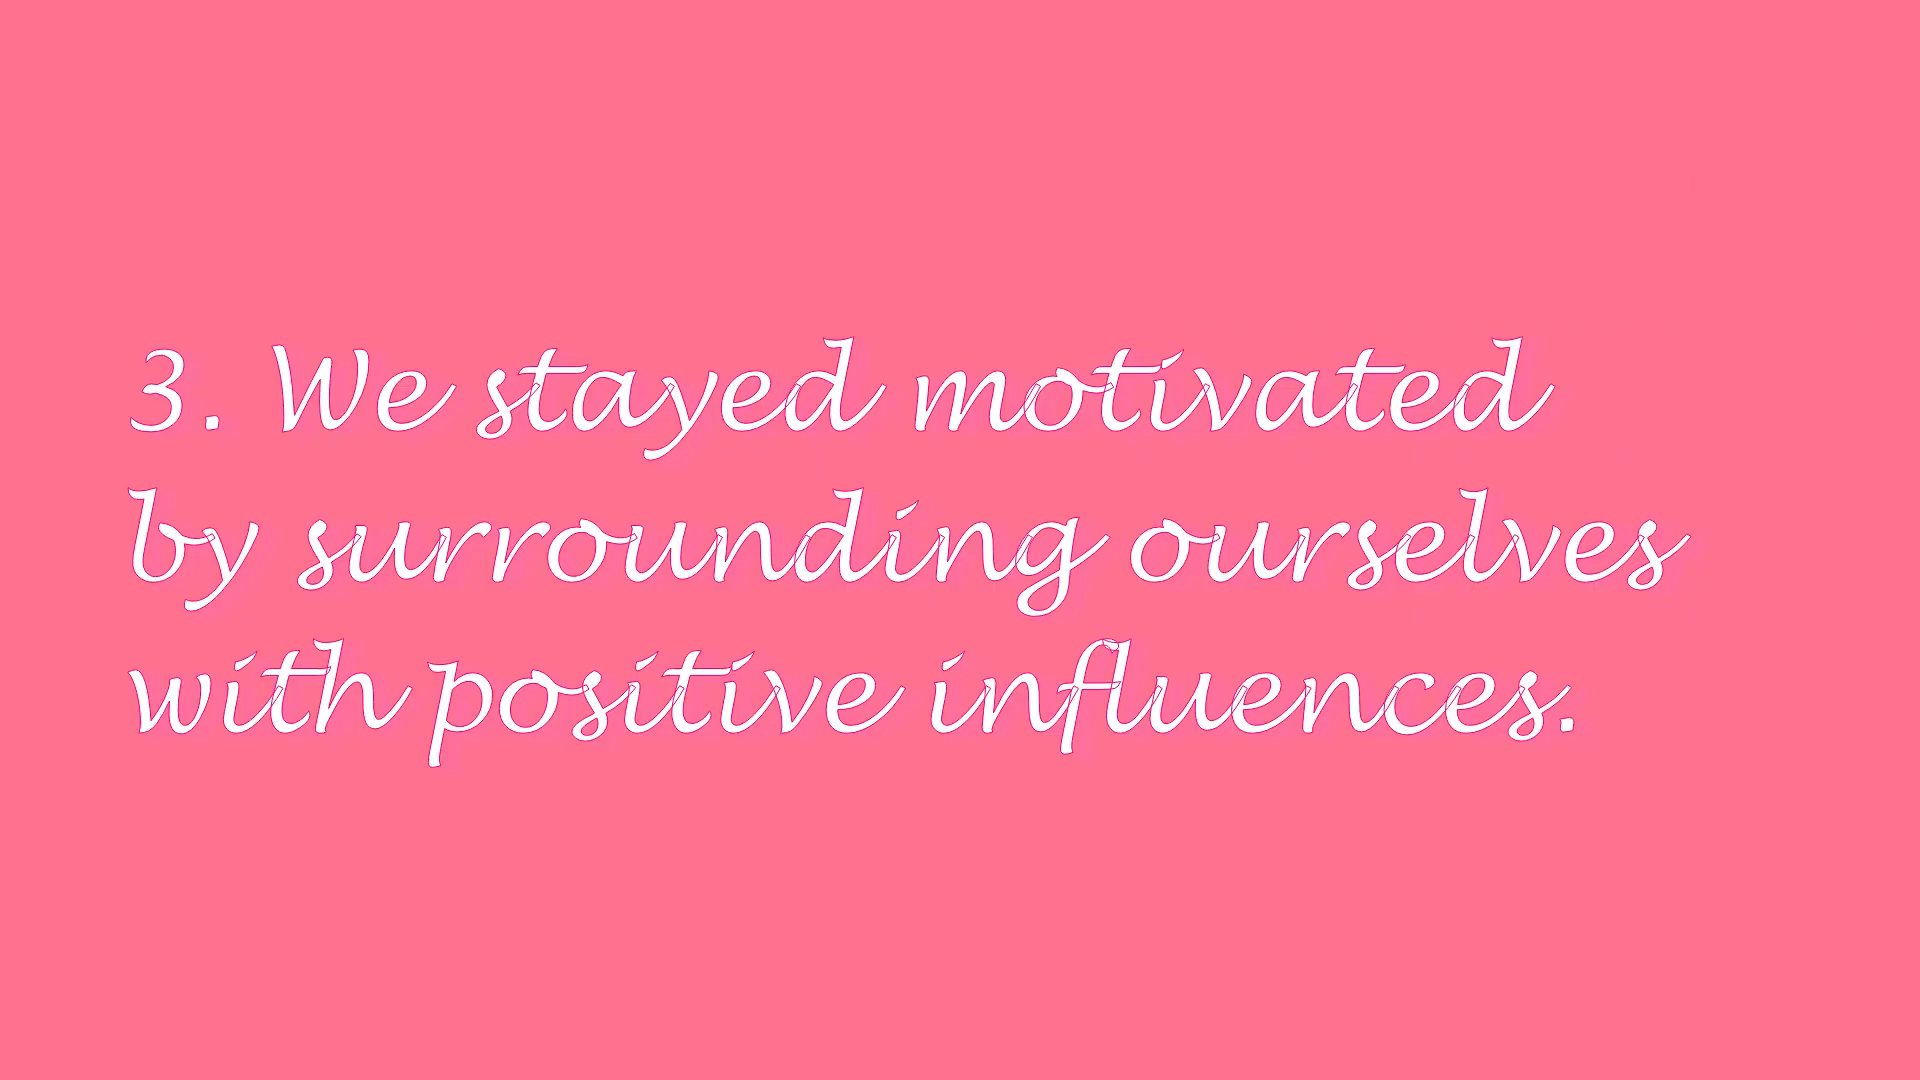 3. We stayed motivated
by surrounding ourselves
with positive influences.